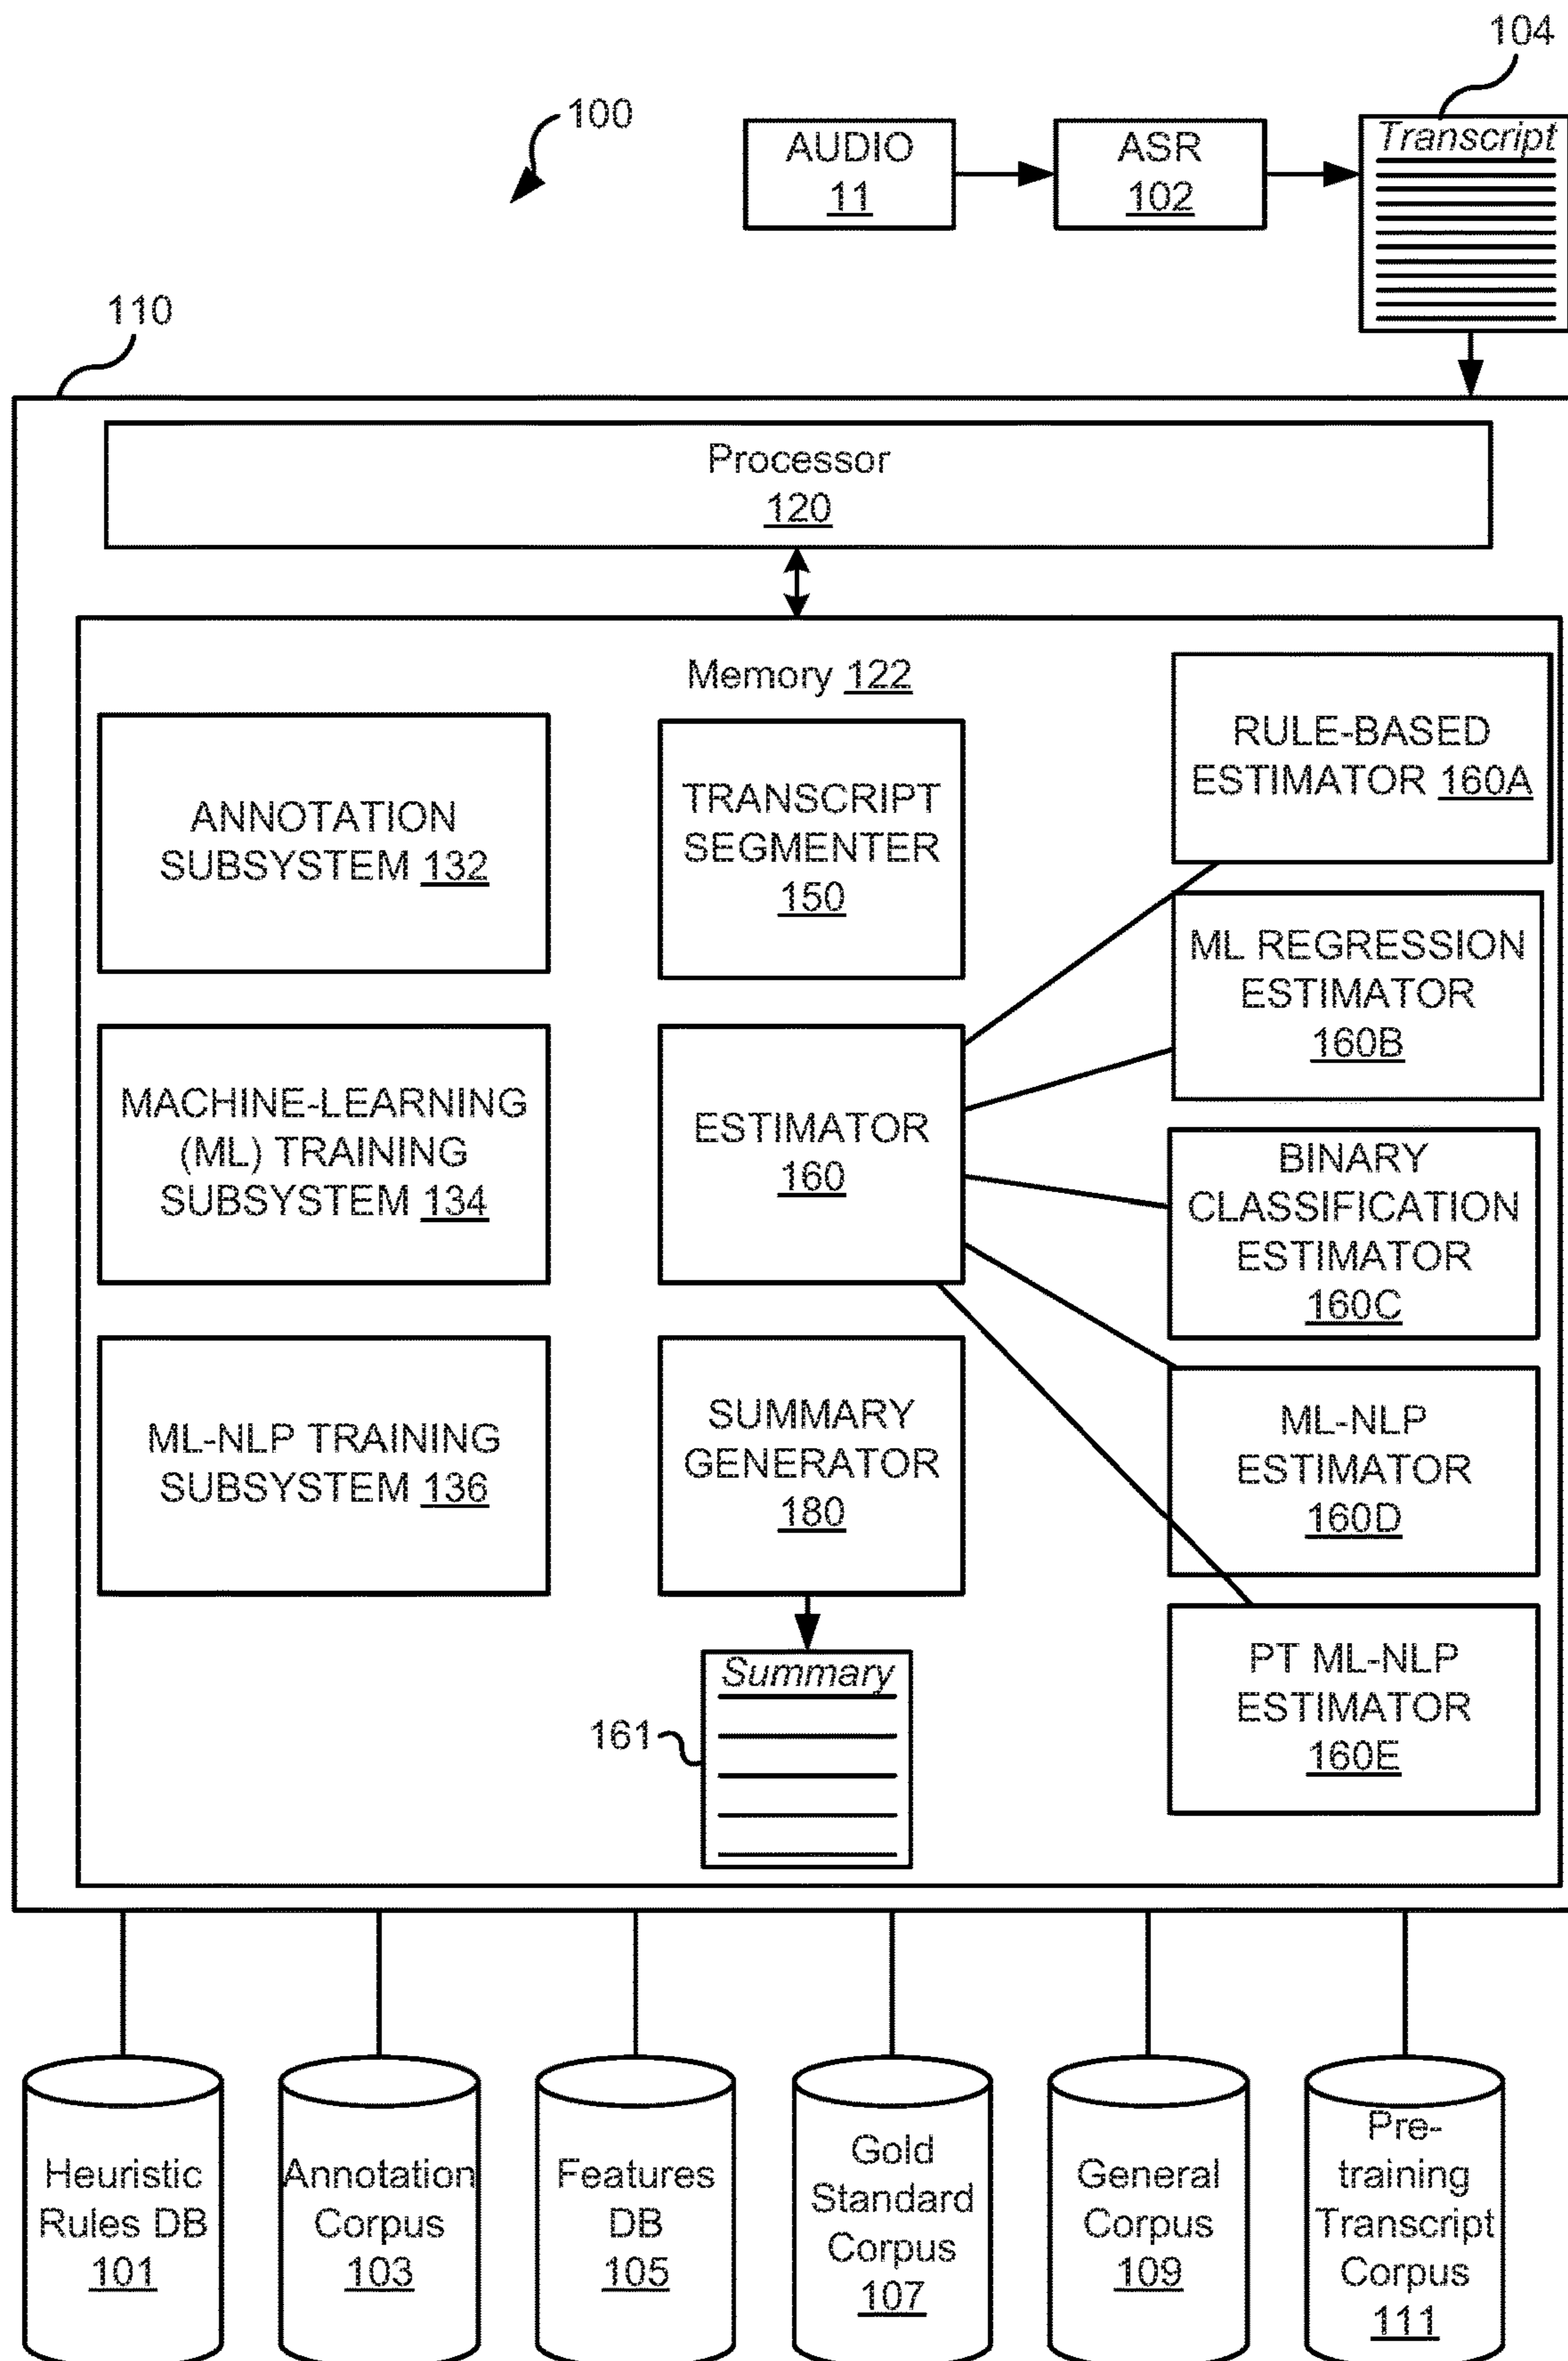 104
100
AUDIO
11
ASR
102
Transcript
110
Processor
120
Memory 122
ANNOTATION
SUBSYSTEM 132
TRANSCRIPT
SEGMENTER
150
RULE-BASED
ESTIMATOR 160A
ML REGRESSION
ESTIMATOR
160B
MACHINE-LEARNING
(ML) TRAINING
SUBSYSTEM 134
ESTIMATOR
160
BINARY
CLASSIFICATION
ESTIMATOR
160C
ML-NLP TRAINING
SUBSYSTEM 136
SUMMARY
GENERATOR
180
ML-NLP
ESTIMATOR
160D
Summary
161
PT ML-NLP
ESTIMATOR
160E
Heuristic
Rules DB
101
Annotation
Corpus
103
Features
DB
105
Gold
Standard
Corpus
107
General
Corpus
109
Pre-
training
Transcript
Corpus
111